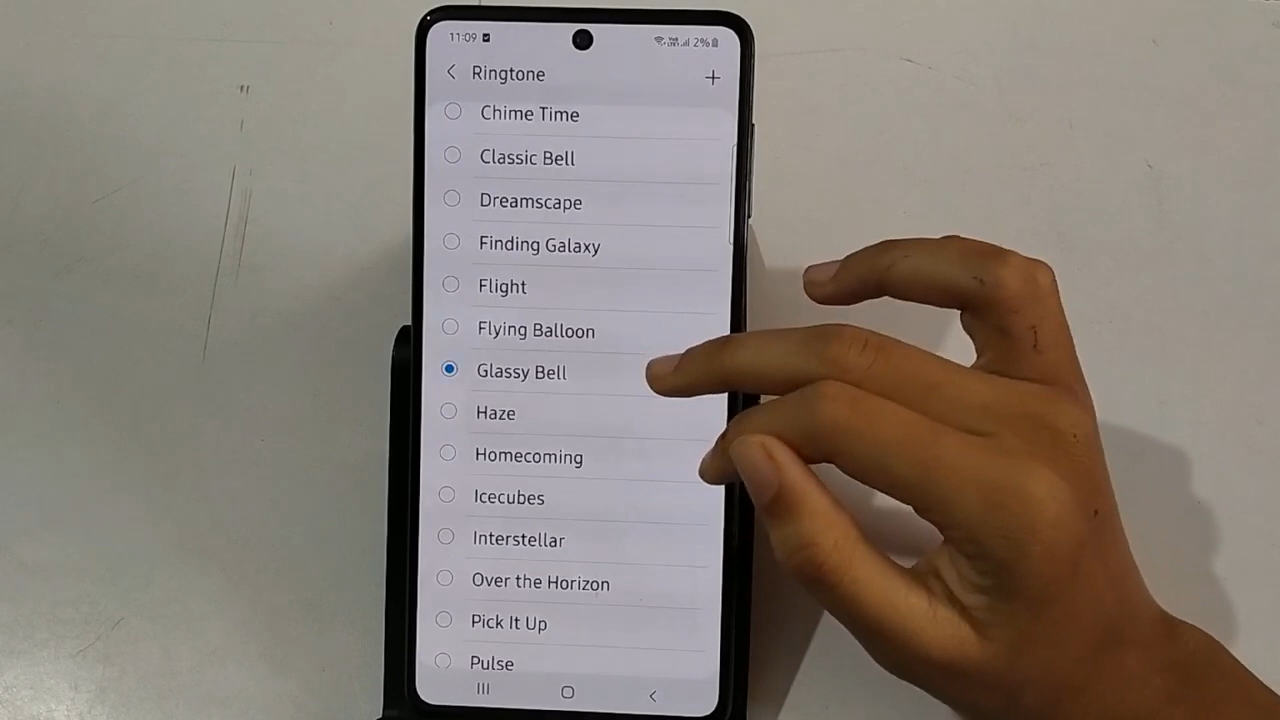 11:09 2%
Ringtone
Chime Time
Classic Bell
Dreamscape
Finding Galaxy
Flight
Flying Balloon
Glassy Bell
Haze
Homecoming
Icecubes
Interstellar
Over the Horizon
Pick It Up
Pulse